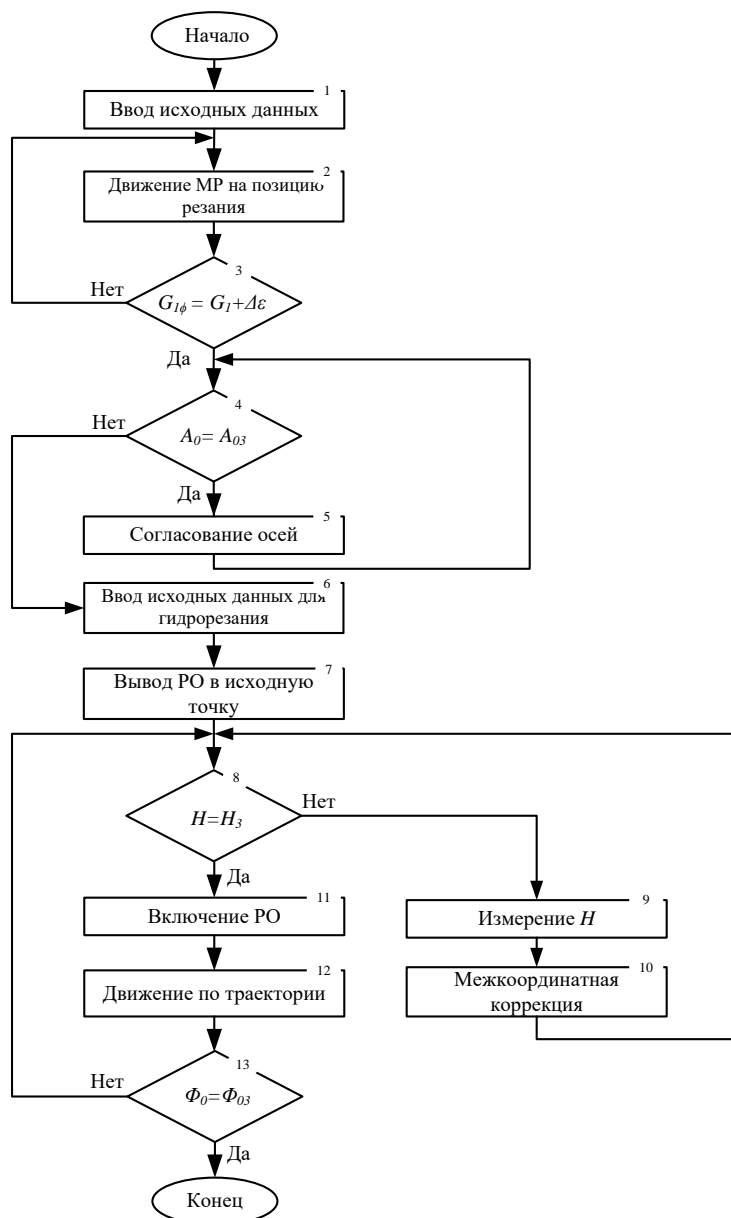 Начало
1
Ввод исходных данных
2
Движение МР на позицию
резания
3
Нет
G1ф = G1+Δε
Да
4
Нет
A0= A03
Да
5
Согласование осей
6
Ввод исходных данных для
гидрорезания
7
Вывод РО в исходную
точку
8
Нет
H=H3
Да
11
Включение РО
9
Измерение H
12
Движение по траектории
10
Межкоординатная
коррекция
13
Нет
Ф0=Ф03
Да
Конец